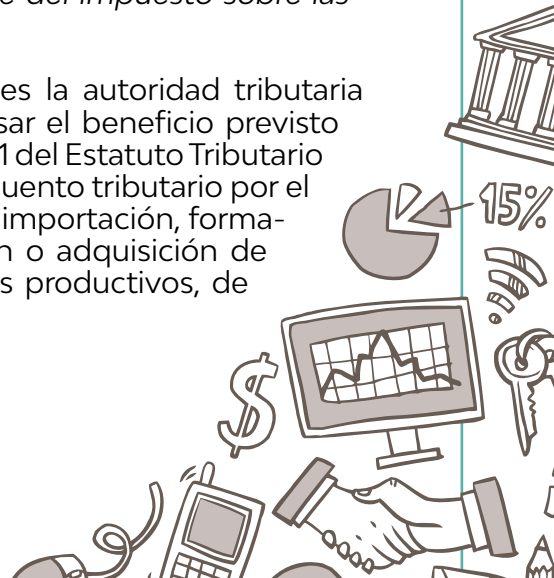 del impuesto sobre las
es la autoridad tributaria
sar el beneficio previsto
1 del Estatuto Tributario
uento tributario por el
importación, forma-
n o adquisición de
s productivos, de
15%
$